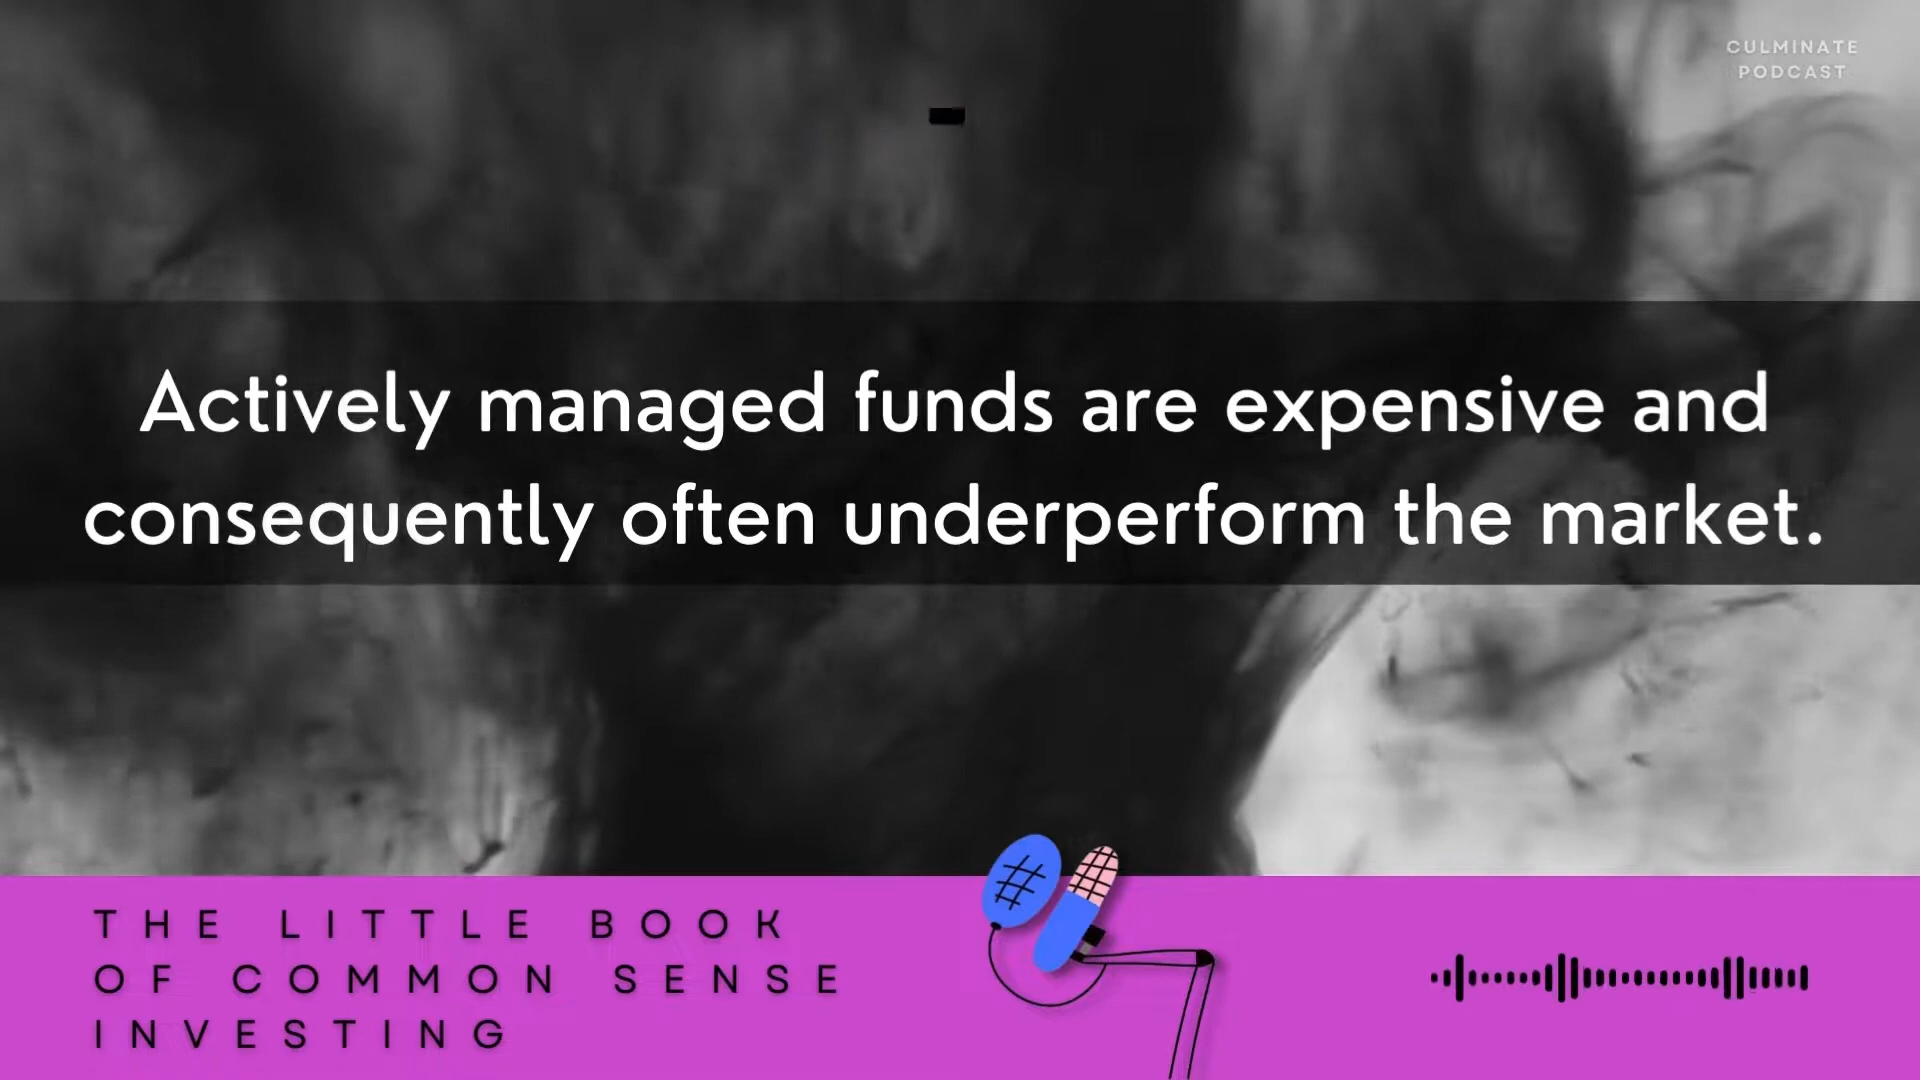 CULMINATE
PODCAST
Actively managed funds are expensive and
consequently often underperform the market.
THE LITTLE BOOK
OF COMMON SENSE
INVESTING